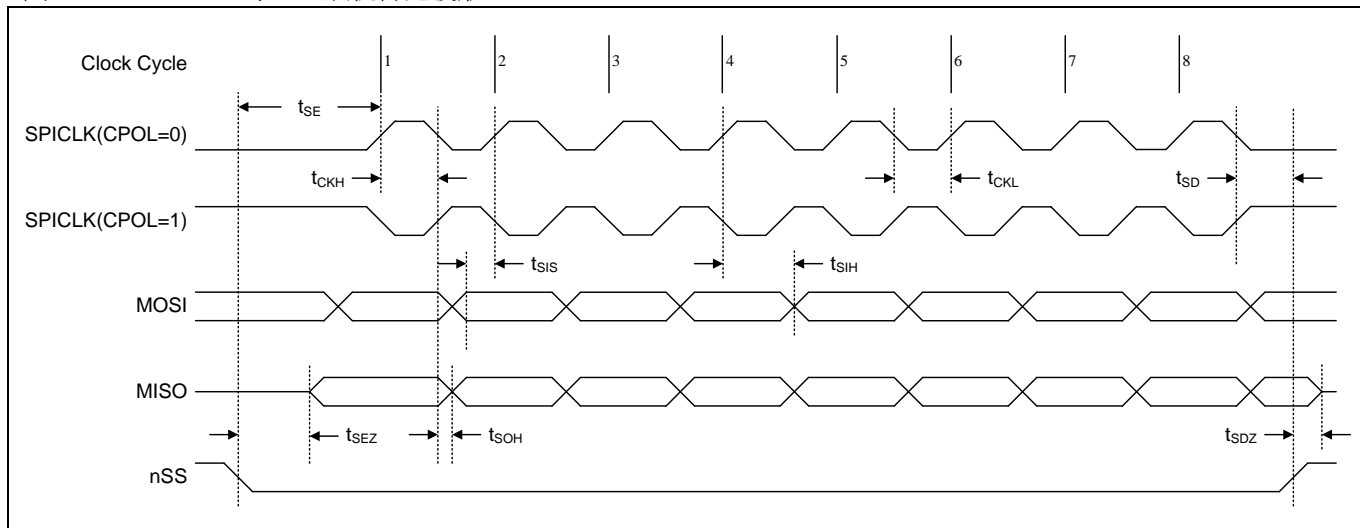 Clock Cycle
1 2 3 4 5 6 7 8
tSE
SPICLK(CPOL=0)
tCKH
tCKL
tSD
SPICLK(CPOL=1)
tSIS
tSIH
MOSI
MISO
tSEZ
tSOH
tSDZ
nSS